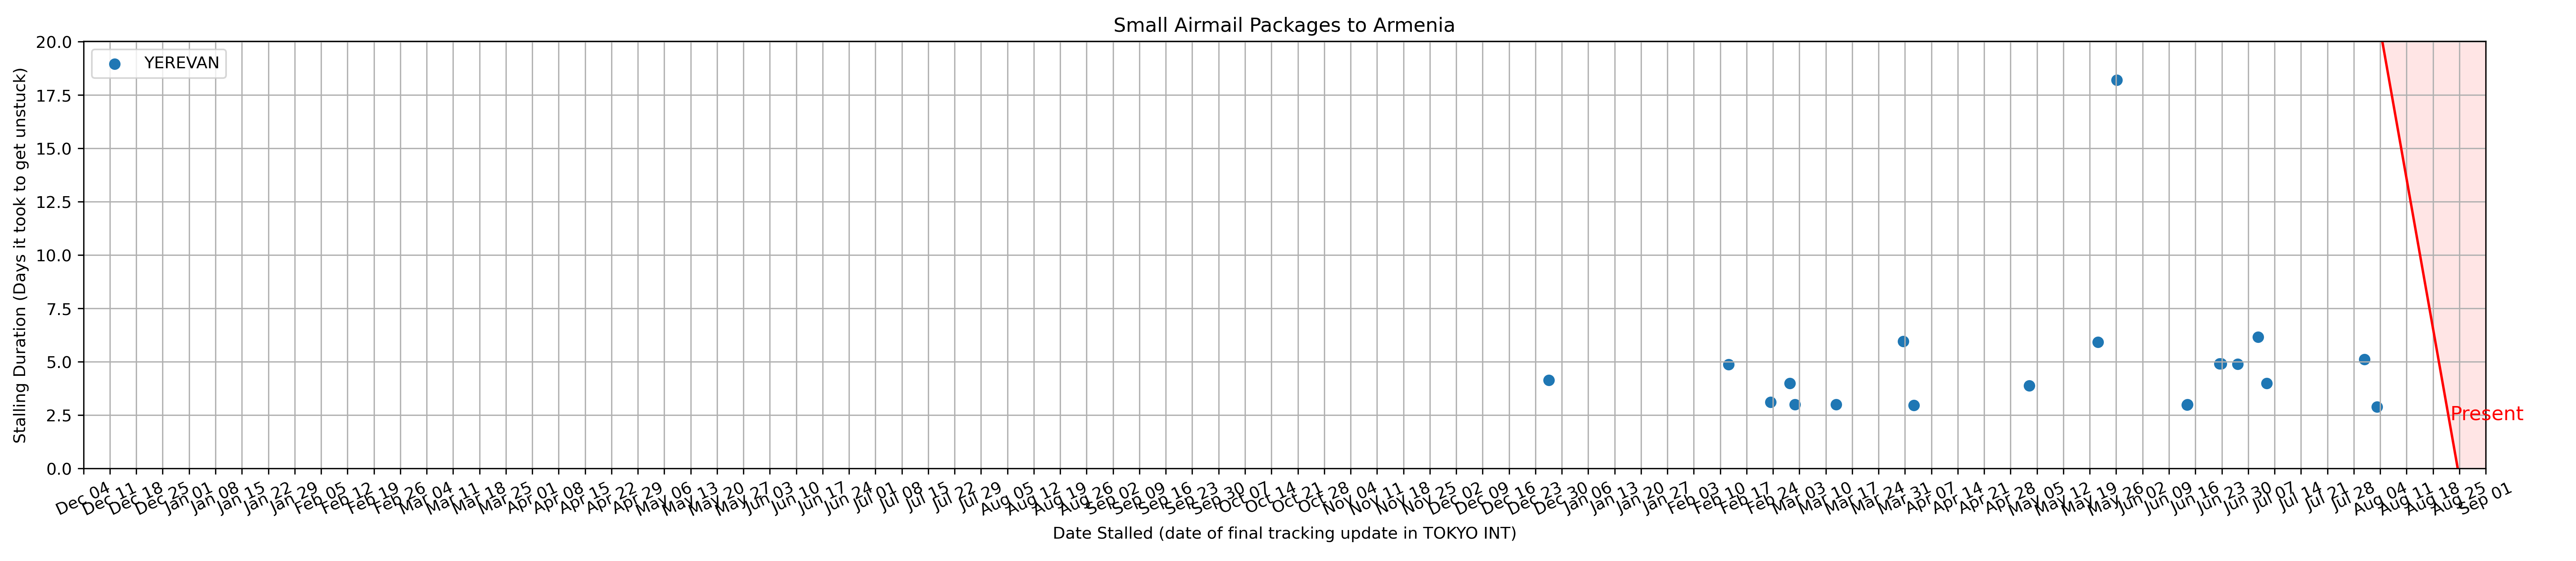 Small Airmail Packages to Armenia
YEREVAN
Stalling Duration (Days it took to get unstuck)
20.0
17.5
15.0
12.5
10.0
7.5
5.0
2.5
0.0
Present
Dec 04
Dec 11
Dec 18
Dec 25
Jan 01
Jan 08
Jan 15
Jan 22
Jan 29
Feb 05
Feb 12
Feb 19
Feb 26
Mar 04
Mar 11
Mar 18
Mar 25
Apr 01
Apr 08
Apr 15
Apr 22
Apr 29
May 06
May 13
May 20
May 27
Jun 03
Jun 10
Jun 17
Jun 24
Jul 01
Jul 08
Jul 15
Jul 22
Jul 29
Aug 05
Aug 12
Aug 19
Aug 26
Sep 02
Sep 09
Sep 16
Sep 23
Sep 30
Oct 07
Oct 14
Oct 21
Oct 28
Nov 04
Nov 11
Nov 18
Nov 25
Dec 02
Dec 09
Dec 16
Dec 23
Dec 30
Jan 06
Jan 13
Jan 20
Jan 27
Feb 03
Feb 10
Feb 17
Feb 24
Mar 03
Mar 10
Mar 17
Mar 24
Mar 31
Apr 07
Apr 14
Apr 21
Apr 28
May 05
May 12
May 19
May 26
Jun 02
Jun 09
Jun 16
Jun 23
Jun 30
Jul 07
Jul 14
Jul 21
Jul 28
Aug 04
Aug 11
Aug 18
Aug 25
Sep 01
Date Stalled (date of final tracking update in TOKYO INT)